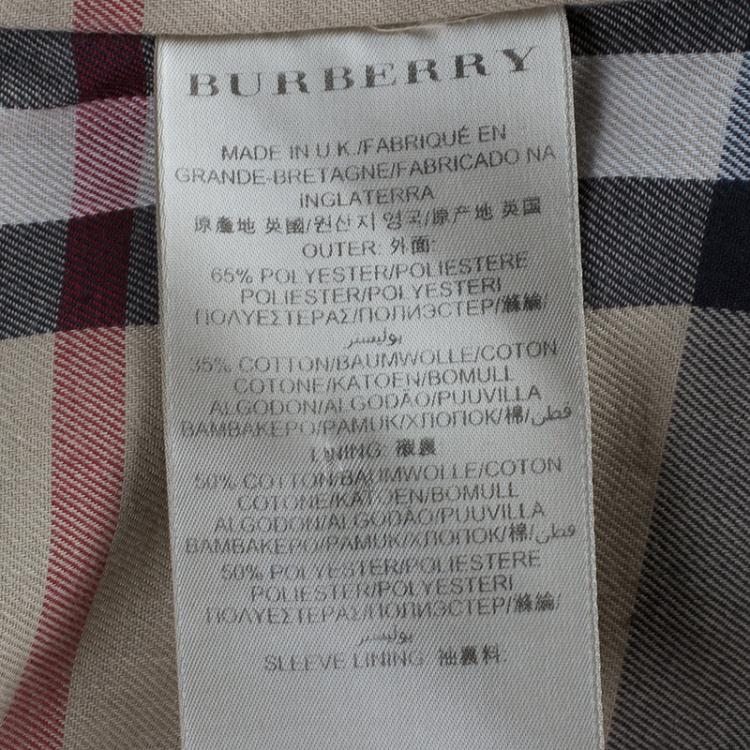 BURBERRY
MADE IN U.K./FABRIQUÉ EN
GRANDE-BRETAGNE/FABRICADO NA
INGLATERRA
原產地 英國/원산지 영국/原产地 英国
OUTER: 外面:
65% POLYESTER/POLIESTERE
POLIESTER/POLIESTERI
ΠΟΛΥΕΣΤΕΡΑΣ/ПОЛИЭСТЕР/滌綸/
بوليستر
35% COTTON/BAUMWOLLE/COTON
COTONE/KATOEN/BOMULL
ALGODON/ALGODÃO/PUUVILLA
BAMBAKEPO/PAMUK/ХЛОПОК/棉/قطن
LINING: 裏
50% COTTON/BAUMWOLLE/COTON
COTONE/KATOEN/BOMULL
ALGODON/ALGODÃO/PUUVILLA
BAMBAKEPO/PAMUK/ХЛОПОК/棉/قطن
50% POLYESTER/POLIESTERE
POLIESTER/POLIESTERI
ΠΟΛΥΕΣΤΕΡΑΣ/ПОЛИЭСТЕР/滌綸/
بوليستر
SLEEVE LINING: 袖裏料: